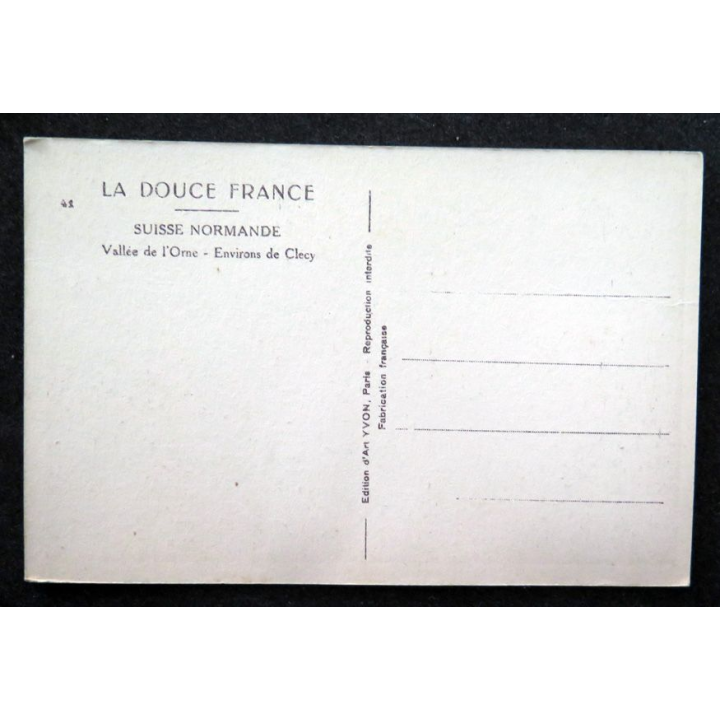 LA DOUCE FRANCE
42
SUISSE NORMANDE
Vallée de l'Orne - Environs de Clecy
Edition d'Art YVON, Paris - Reproduction interdite
Fabrication française